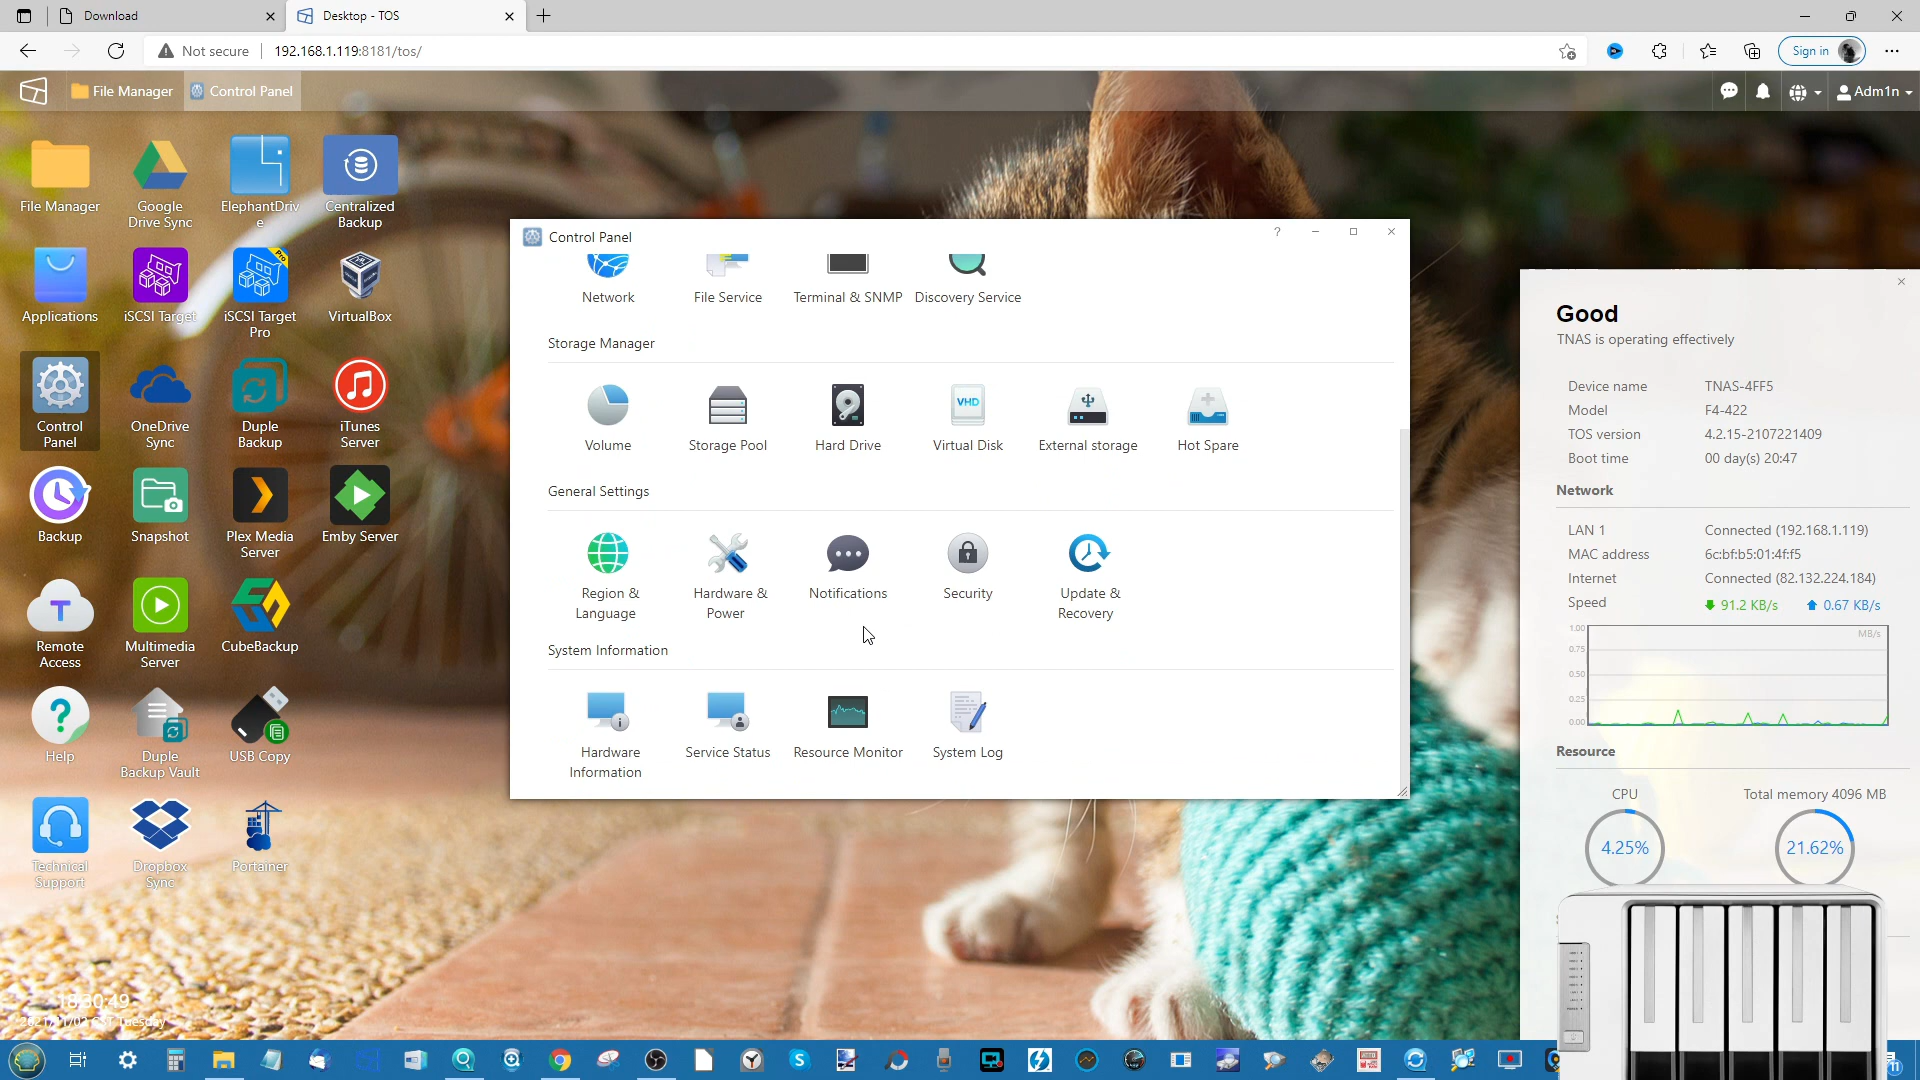 Download
Desktop - TOS
Not secure
192.168.1.119:8181/tos/
Sign in
File Manager
Control Panel
Adm1n
File Manager
Google
Drive Sync
ElephantDriv
e
Centralized
Backup
Applications
iSCSI Target
iSCSI Target
Pro
VirtualBox
Control
Panel
OneDrive
Sync
Duple
Backup
iTunes
Server
Backup
Snapshot
Plex Media
Server
Emby Server
Remote
Access
Multimedia
Server
CubeBackup
Help
Duple
Backup Vault
USB Copy
Technical
Support
Dropbox
Sync
Portainer
18:30:49
Control Panel
Network
File Service
Terminal & SNMP
Discovery Service
Storage Manager
VHD
Volume
Storage Pool
Hard Drive
Virtual Disk
External storage
Hot Spare
General Settings
Region &
Language
Hardware &
Power
Notifications
Security
Update &
Recovery
System Information
Hardware
Information
Service Status
Resource Monitor
System Log
Good
TNAS is operating effectively
Device name TNAS-4FF5
Model F4-422
TOS version 4.2.15-2107221409
Boot time 00 day(s) 20:47
Network
LAN 1 Connected (192.168.1.119)
MAC address 6c:bf:b5:01:4f:f5
Internet Connected (82.132.224.184)
Speed 91.2 KB/s 0.67 KB/s
MB/s
1.00
0.75
0.50
0.25
0.00
Resource
CPU
Total memory 4096 MB
4.25%
21.62%
11